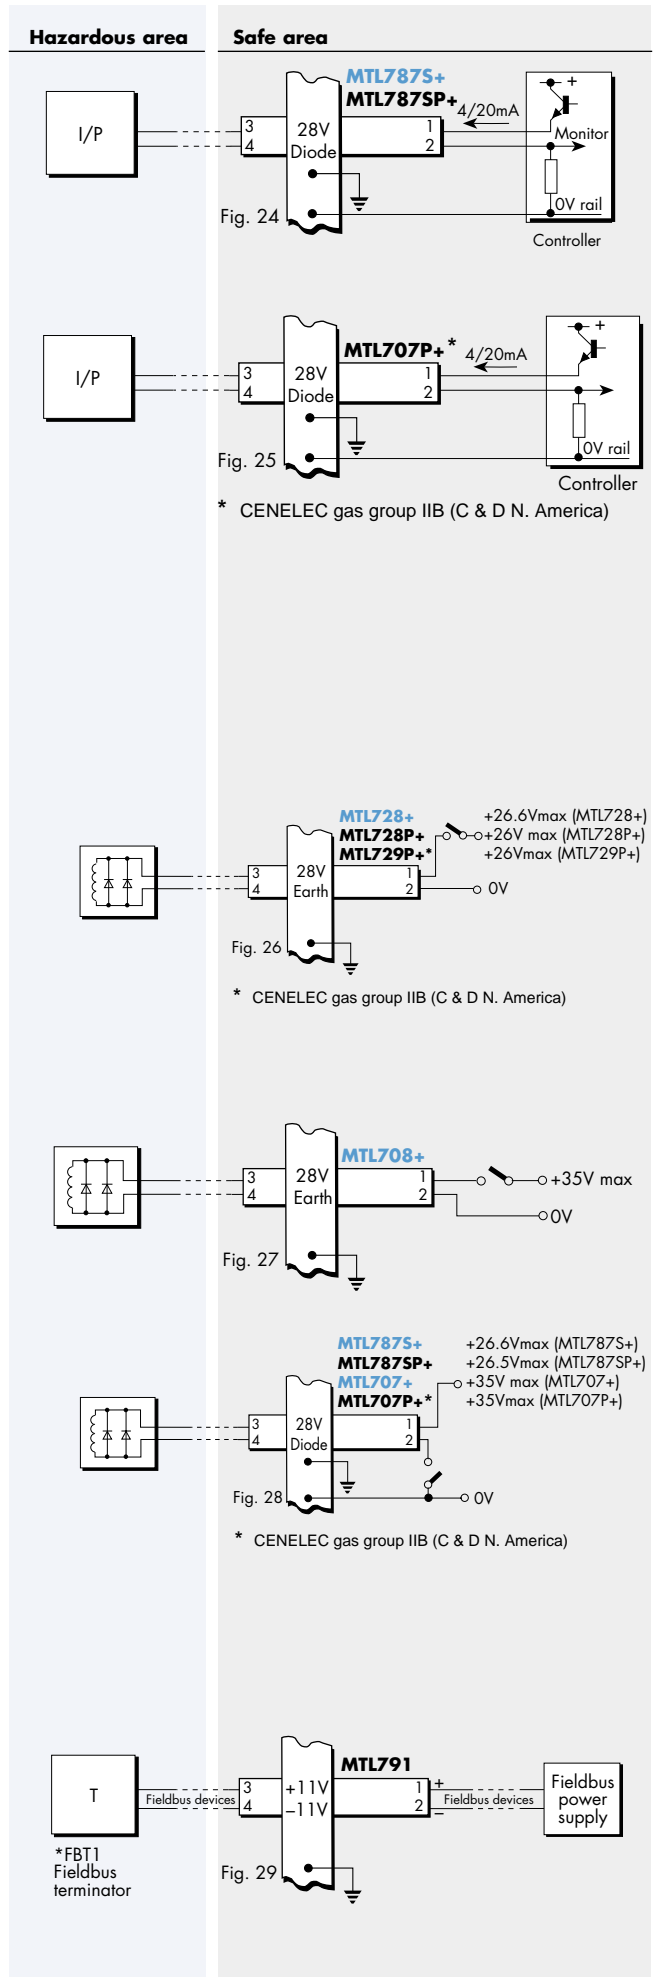 Hazardous area
Safe area
MTL787S+
MTL787SP+
I/P
3
4
28V
Diode
1
2
4/20mA
+
Monitor
0V rail
Fig. 24
Controller
MTL707P+*
I/P
3
4
28V
Diode
1
2
4/20mA
+
0V rail
Fig. 25
Controller
* CENELEC gas group IIB (C & D N. America)
MTL728+
MTL728P+
MTL729P+*
+26.6Vmax (MTL728+)
+26V max (MTL728P+)
+26Vmax (MTL729P+)
3
4
28V
Earth
1
2
0V
Fig. 26
* CENELEC gas group IIB (C & D N. America)
MTL708+
3
4
28V
Earth
1
2
+35V max
0V
Fig. 27
MTL787S+
MTL787SP+
MTL707+
MTL707P+*
+26.6Vmax (MTL787S+)
+26.5Vmax (MTL787SP+)
+35V max (MTL707+)
+35Vmax (MTL707P+)
3
4
28V
Diode
1
2
0V
Fig. 28
* CENELEC gas group IIB (C & D N. America)
MTL791
T
Fieldbus devices
3
4
+11V
–11V
1
2
+
–
Fieldbus devices
Fieldbus
power
supply
*FBT1
Fieldbus
terminator
Fig. 29